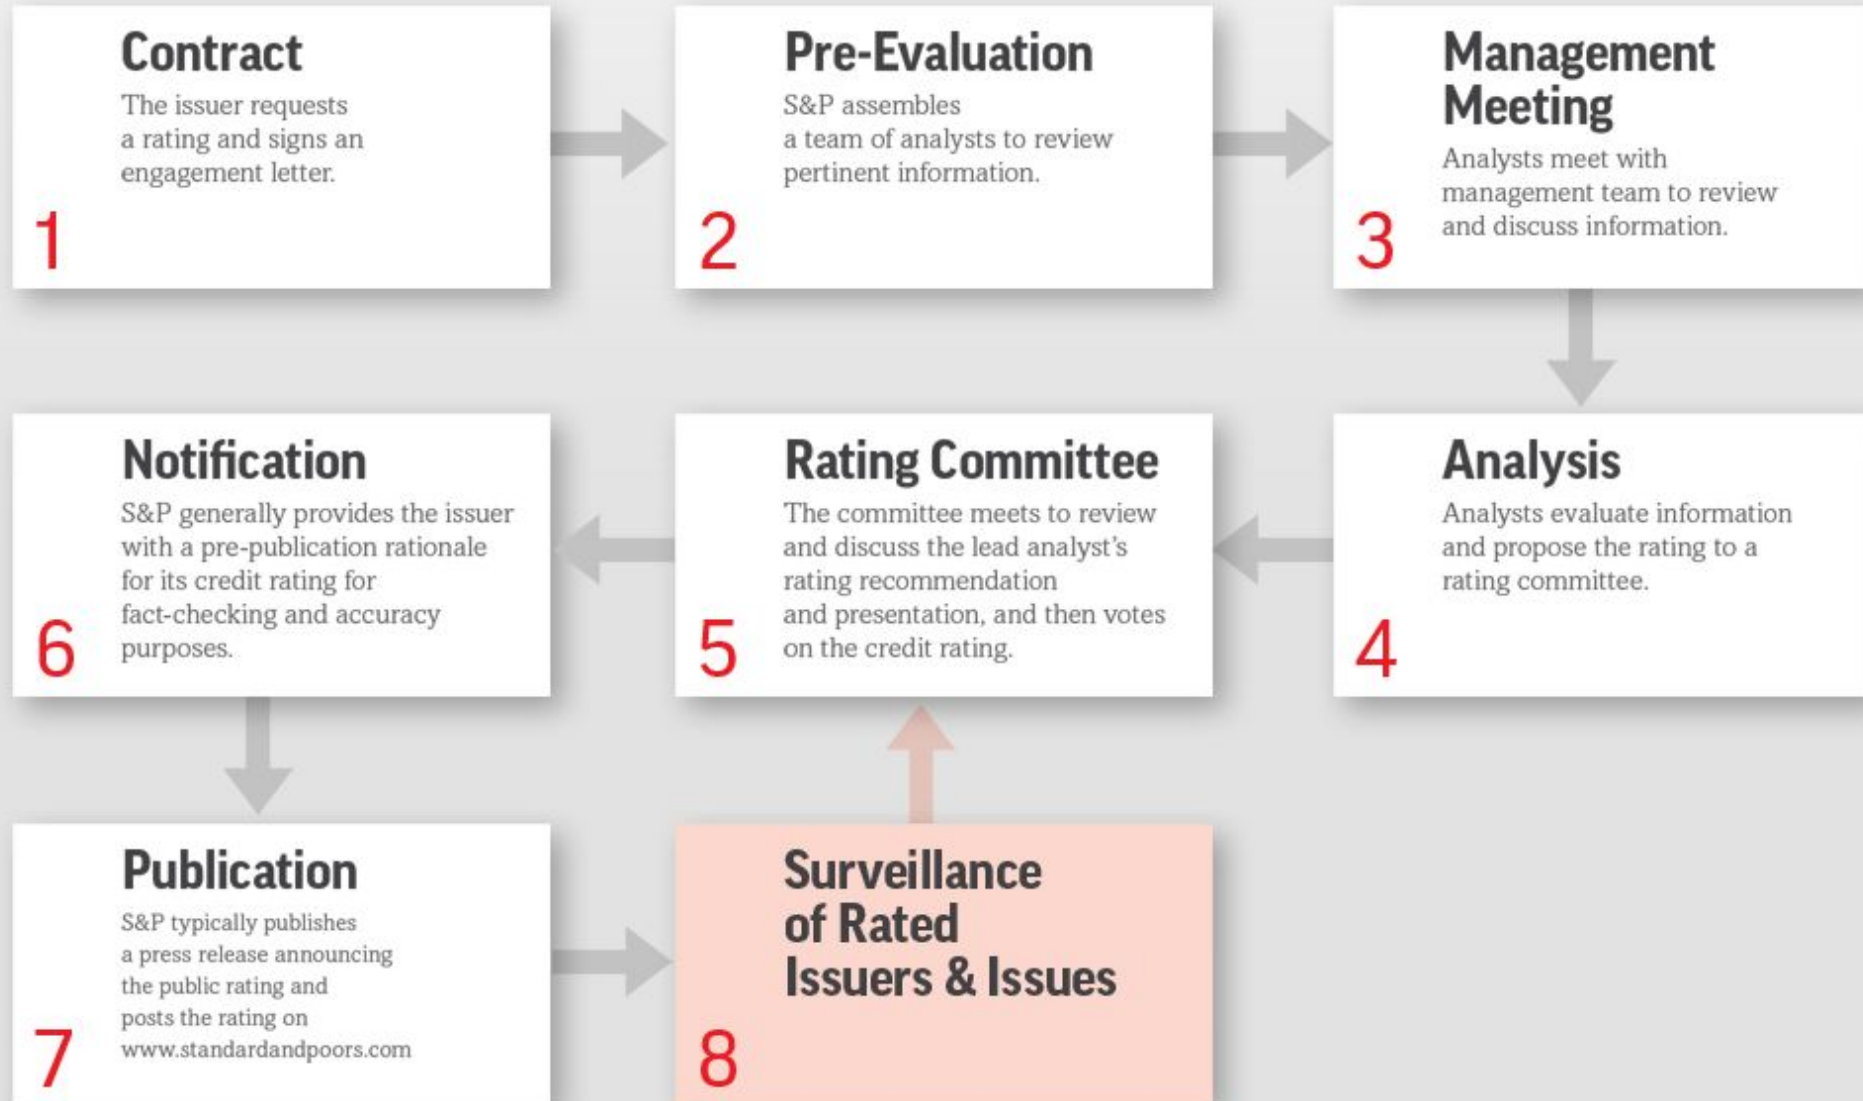 Contract
The issuer requests
a rating and signs an
engagement letter.
1
Pre-Evaluation
S&P assembles
a team of analysts to review
pertinent information.
2
Management
Meeting
Analysts meet with
management team to review
and discuss information.
3
Analysis
Analysts evaluate information
and propose the rating to a
rating committee.
4
Rating Committee
The committee meets to review
and discuss the lead analyst’s
rating recommendation
and presentation, and then votes
on the credit rating.
5
Notification
S&P generally provides the issuer
with a pre-publication rationale
for its credit rating for
fact-checking and accuracy
purposes.
6
Publication
S&P typically publishes
a press release announcing
the public rating and
posts the rating on
www.standardandpoors.com
7
Surveillance
of Rated
Issuers & Issues
8